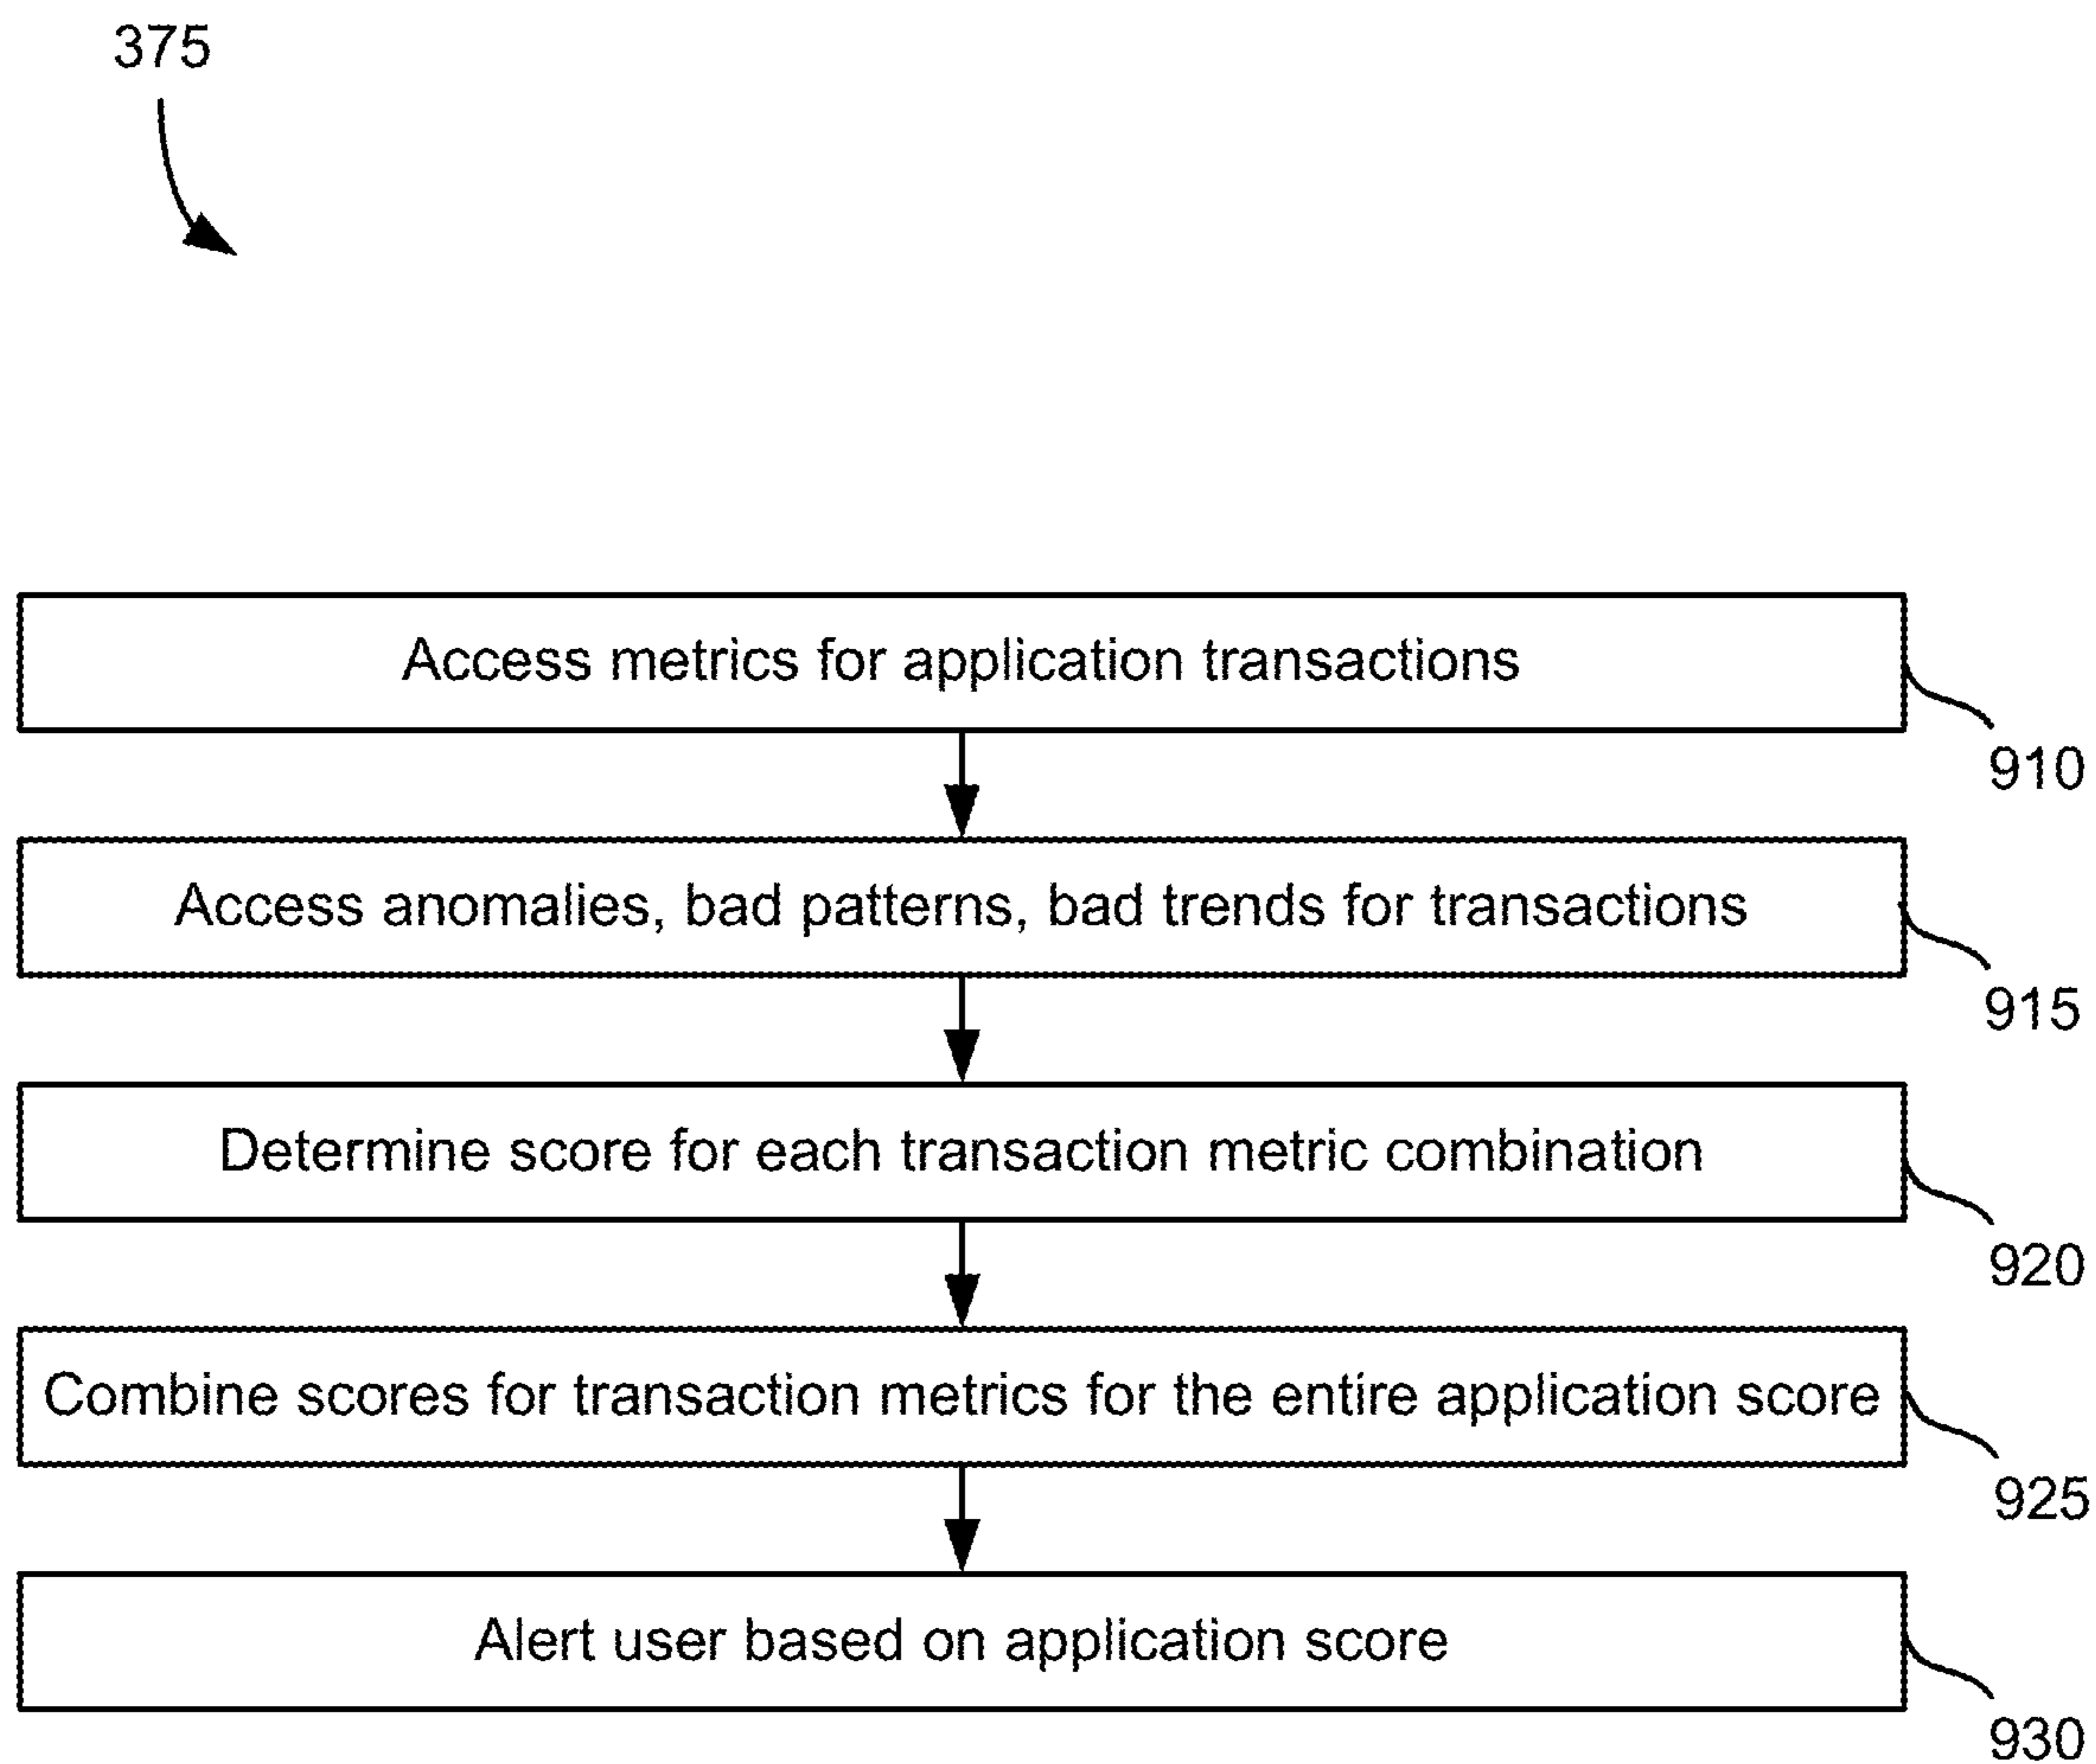 375
Access metrics for application transactions
910
Access anomalies, bad patterns, bad trends for transactions
915
Determine score for each transaction metric combination
920
Combine scores for transaction metrics for the entire application score
925
Alert user based on application score
930